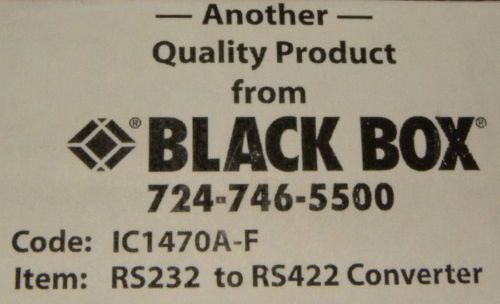 — Another —
Quality Product
from
® BLACK BOX®
724-746-5500
Code: IC1470A-F
Item: RS232 to RS422 Converter